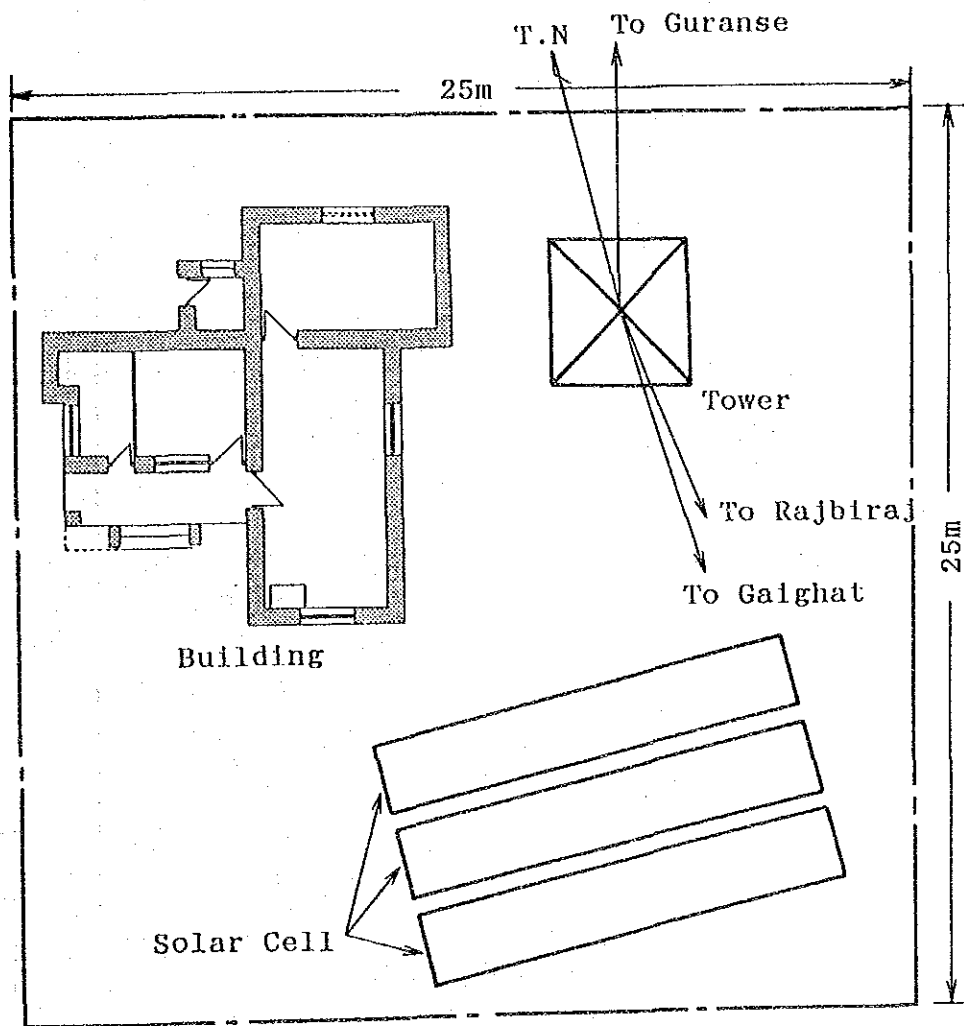 T.N
To Guranse
25m
Tower
To Rajbiraj
25m
To Gaighat
Building
Solar Cell